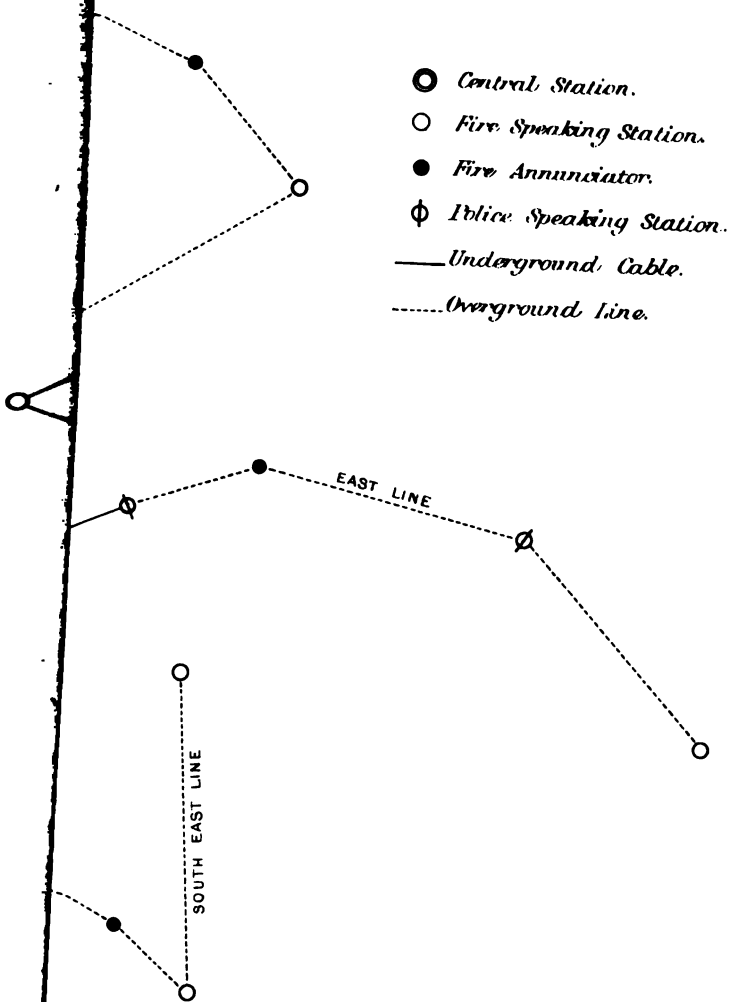 Central Station.
Fire Speaking Station.
Fire Annunciator.
Police Speaking Station.
Underground Cable.
Overground Line.
EAST LINE
SOUTH EAST LINE